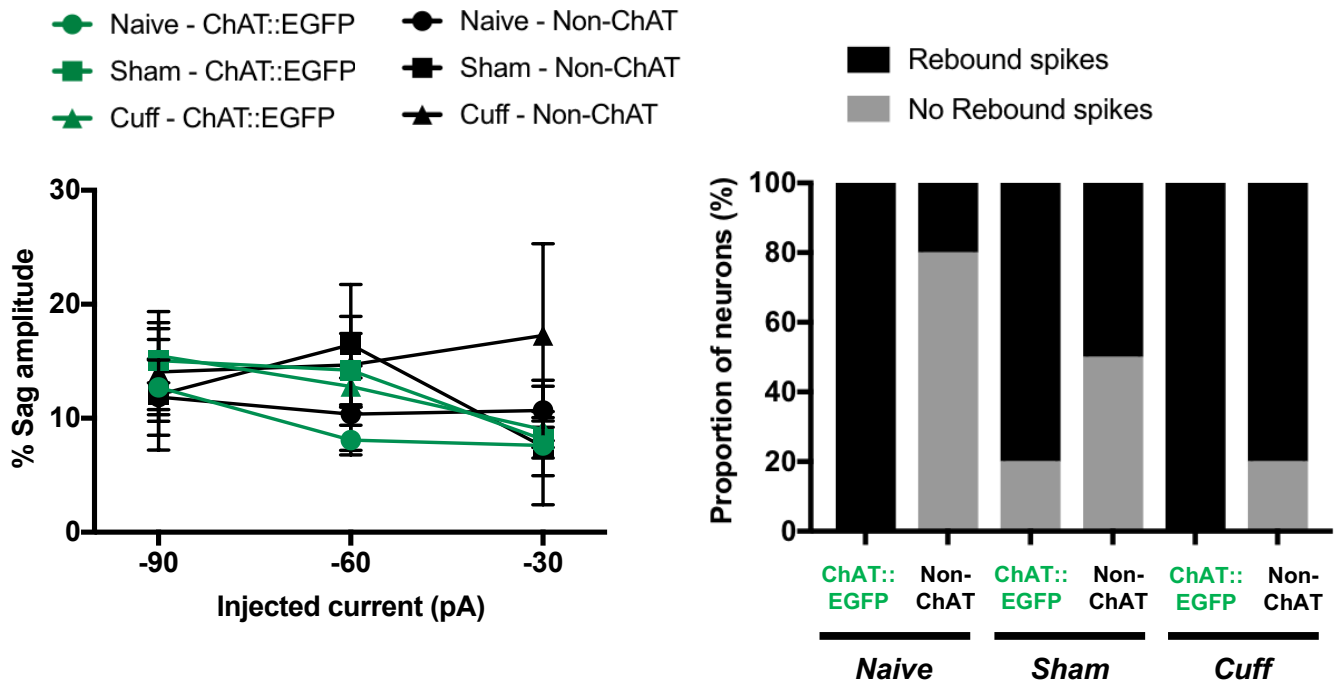 Naive - ChAT::EGFP
Sham - ChAT::EGFP
Cuff - ChAT::EGFP
Naive - Non-ChAT
Sham - Non-ChAT
Cuff - Non-ChAT
% Sag amplitude
30
20
10
0
-90
-60
-30
Injected current (pA)
Rebound spikes
No Rebound spikes
Proportion of neurons (%)
100
80
60
40
20
0
ChAT::
EGFP
Non-
ChAT
ChAT::
EGFP
Non-
ChAT
ChAT::
EGFP
Non-
ChAT
Naive
Sham
Cuff